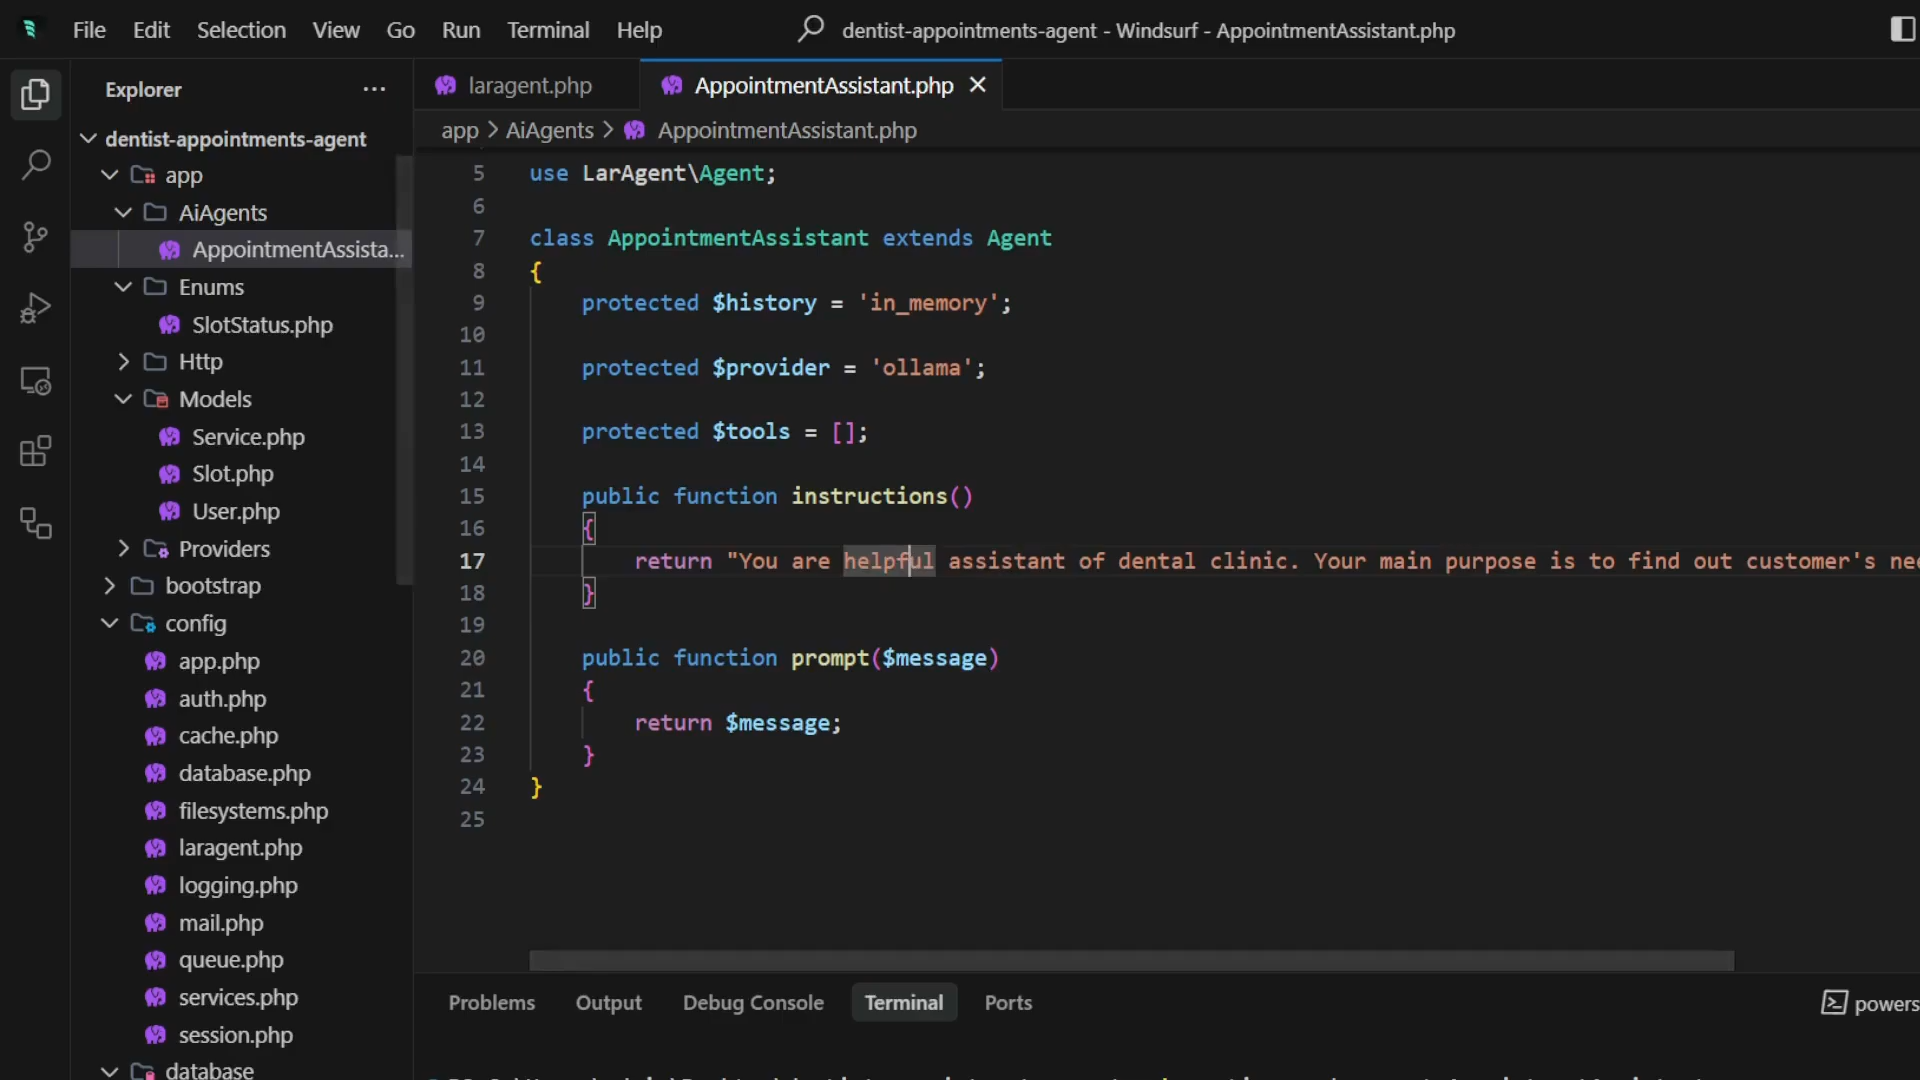 File Edit Selection View Go Run Terminal Help
dentist-appointments-agent - Windsurf - AppointmentAssistant.php
Explorer ...
dentist-appointments-agent
app
AiAgents
AppointmentAssista...
Enums
SlotStatus.php
Http
Models
Service.php
Slot.php
User.php
Providers
bootstrap
config
app.php
auth.php
cache.php
database.php
filesystems.php
laragent.php
logging.php
mail.php
queue.php
services.php
session.php
database
laragent.php AppointmentAssistant.php
app > AiAgents > AppointmentAssistant.php
5 use LarAgent\Agent;
6
7 class AppointmentAssistant extends Agent
8 {
9 protected $history = 'in_memory';
10
11 protected $provider = 'ollama';
12
13 protected $tools = [];
14
15 public function instructions()
16 {
17 return "You are helpful assistant of dental clinic. Your main purpose is to find out customer's
18 }
19
20 public function prompt($message)
21 {
22 return $message;
23 }
24 }
25
Problems Output Debug Console Terminal Ports
powers